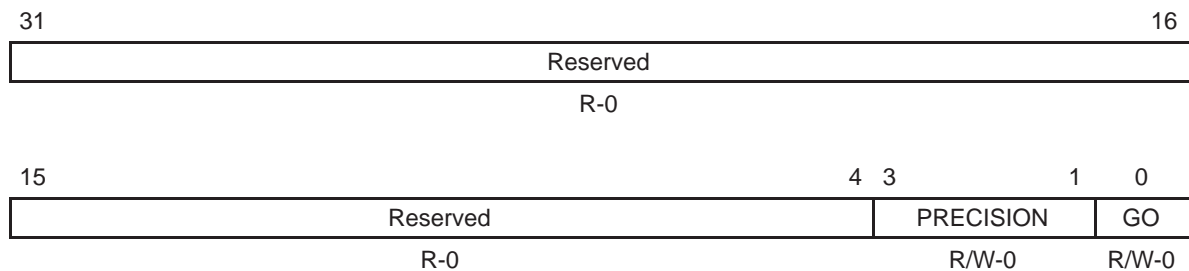 31 16
Reserved
R-0
15 4 3 1 0
Reserved PRECISION GO
R-0 R/W-0 R/W-0